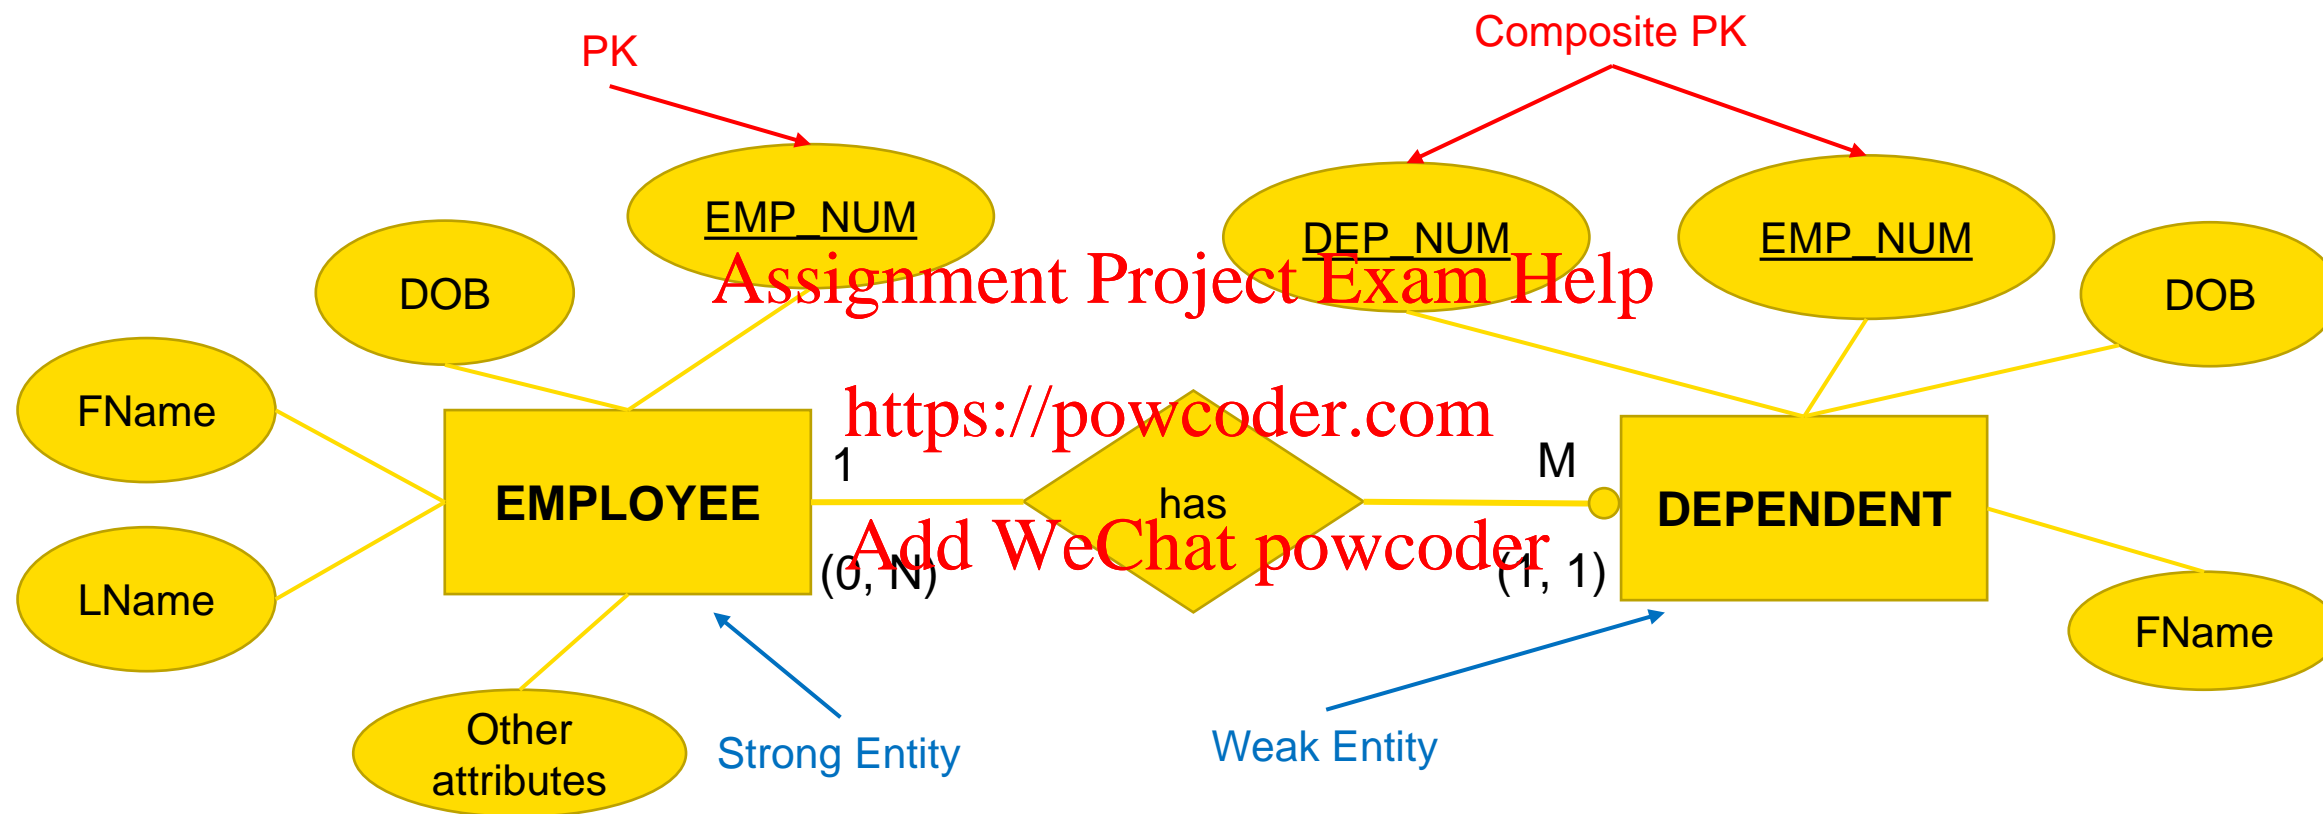 PK
Composite PK
EMP_NUM
DEP_NUM
EMP_NUM
DOB
Assignment Project Exam Help
DOB
FName
https://powcoder.com
1
M
EMPLOYEE
has
DEPENDENT
Add WeChat powcoder
(0, N)
(1, 1)
LName
FName
Other
attributes
Strong Entity
Weak Entity